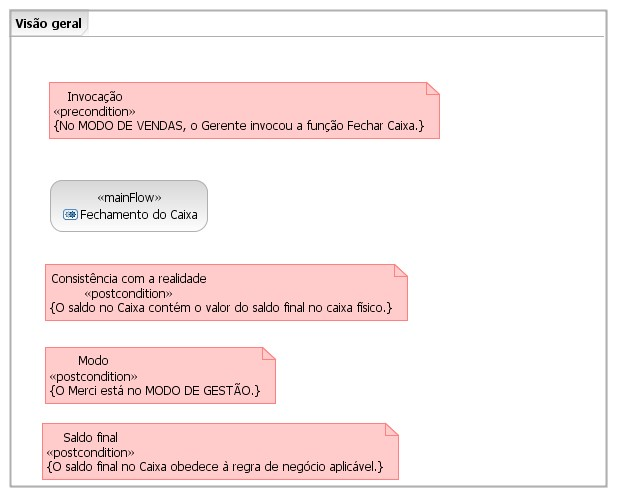 Visão geral
Invocação
«precondition»
{No MODO DE VENDAS, o Gerente invocou a função Fechar Caixa.}
«mainFlow»
Fechamento do Caixa
Consistência com a realidade
«postcondition»
{O saldo no Caixa contém o valor do saldo final no caixa físico.}
Modo
«postcondition»
{O Merci está no MODO DE GESTÃO.}
Saldo final
«postcondition»
{O saldo final no Caixa obedece à regra de negócio aplicável.}